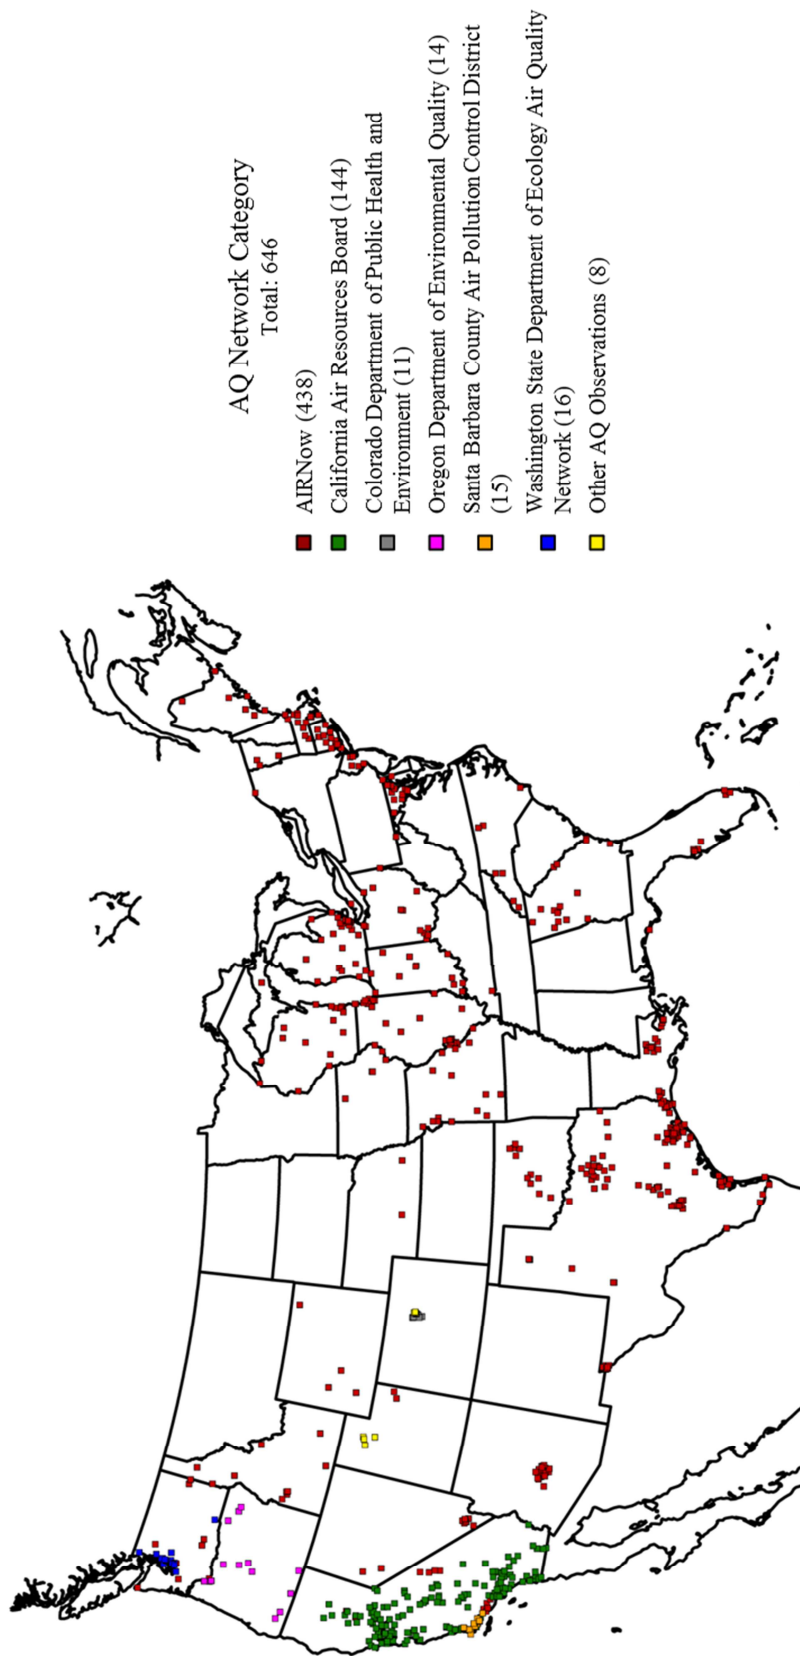 AQ Network Category
Total: 646
AIRNow (438)
California Air Resources Board (144)
Colorado Department of Public Health and
Environment (11)
Oregon Department of Environmental Quality (14)
Santa Barbara County Air Pollution Control District
(15)
Washington State Department of Ecology Air Quality
Network (16)
Other AQ Observations (8)